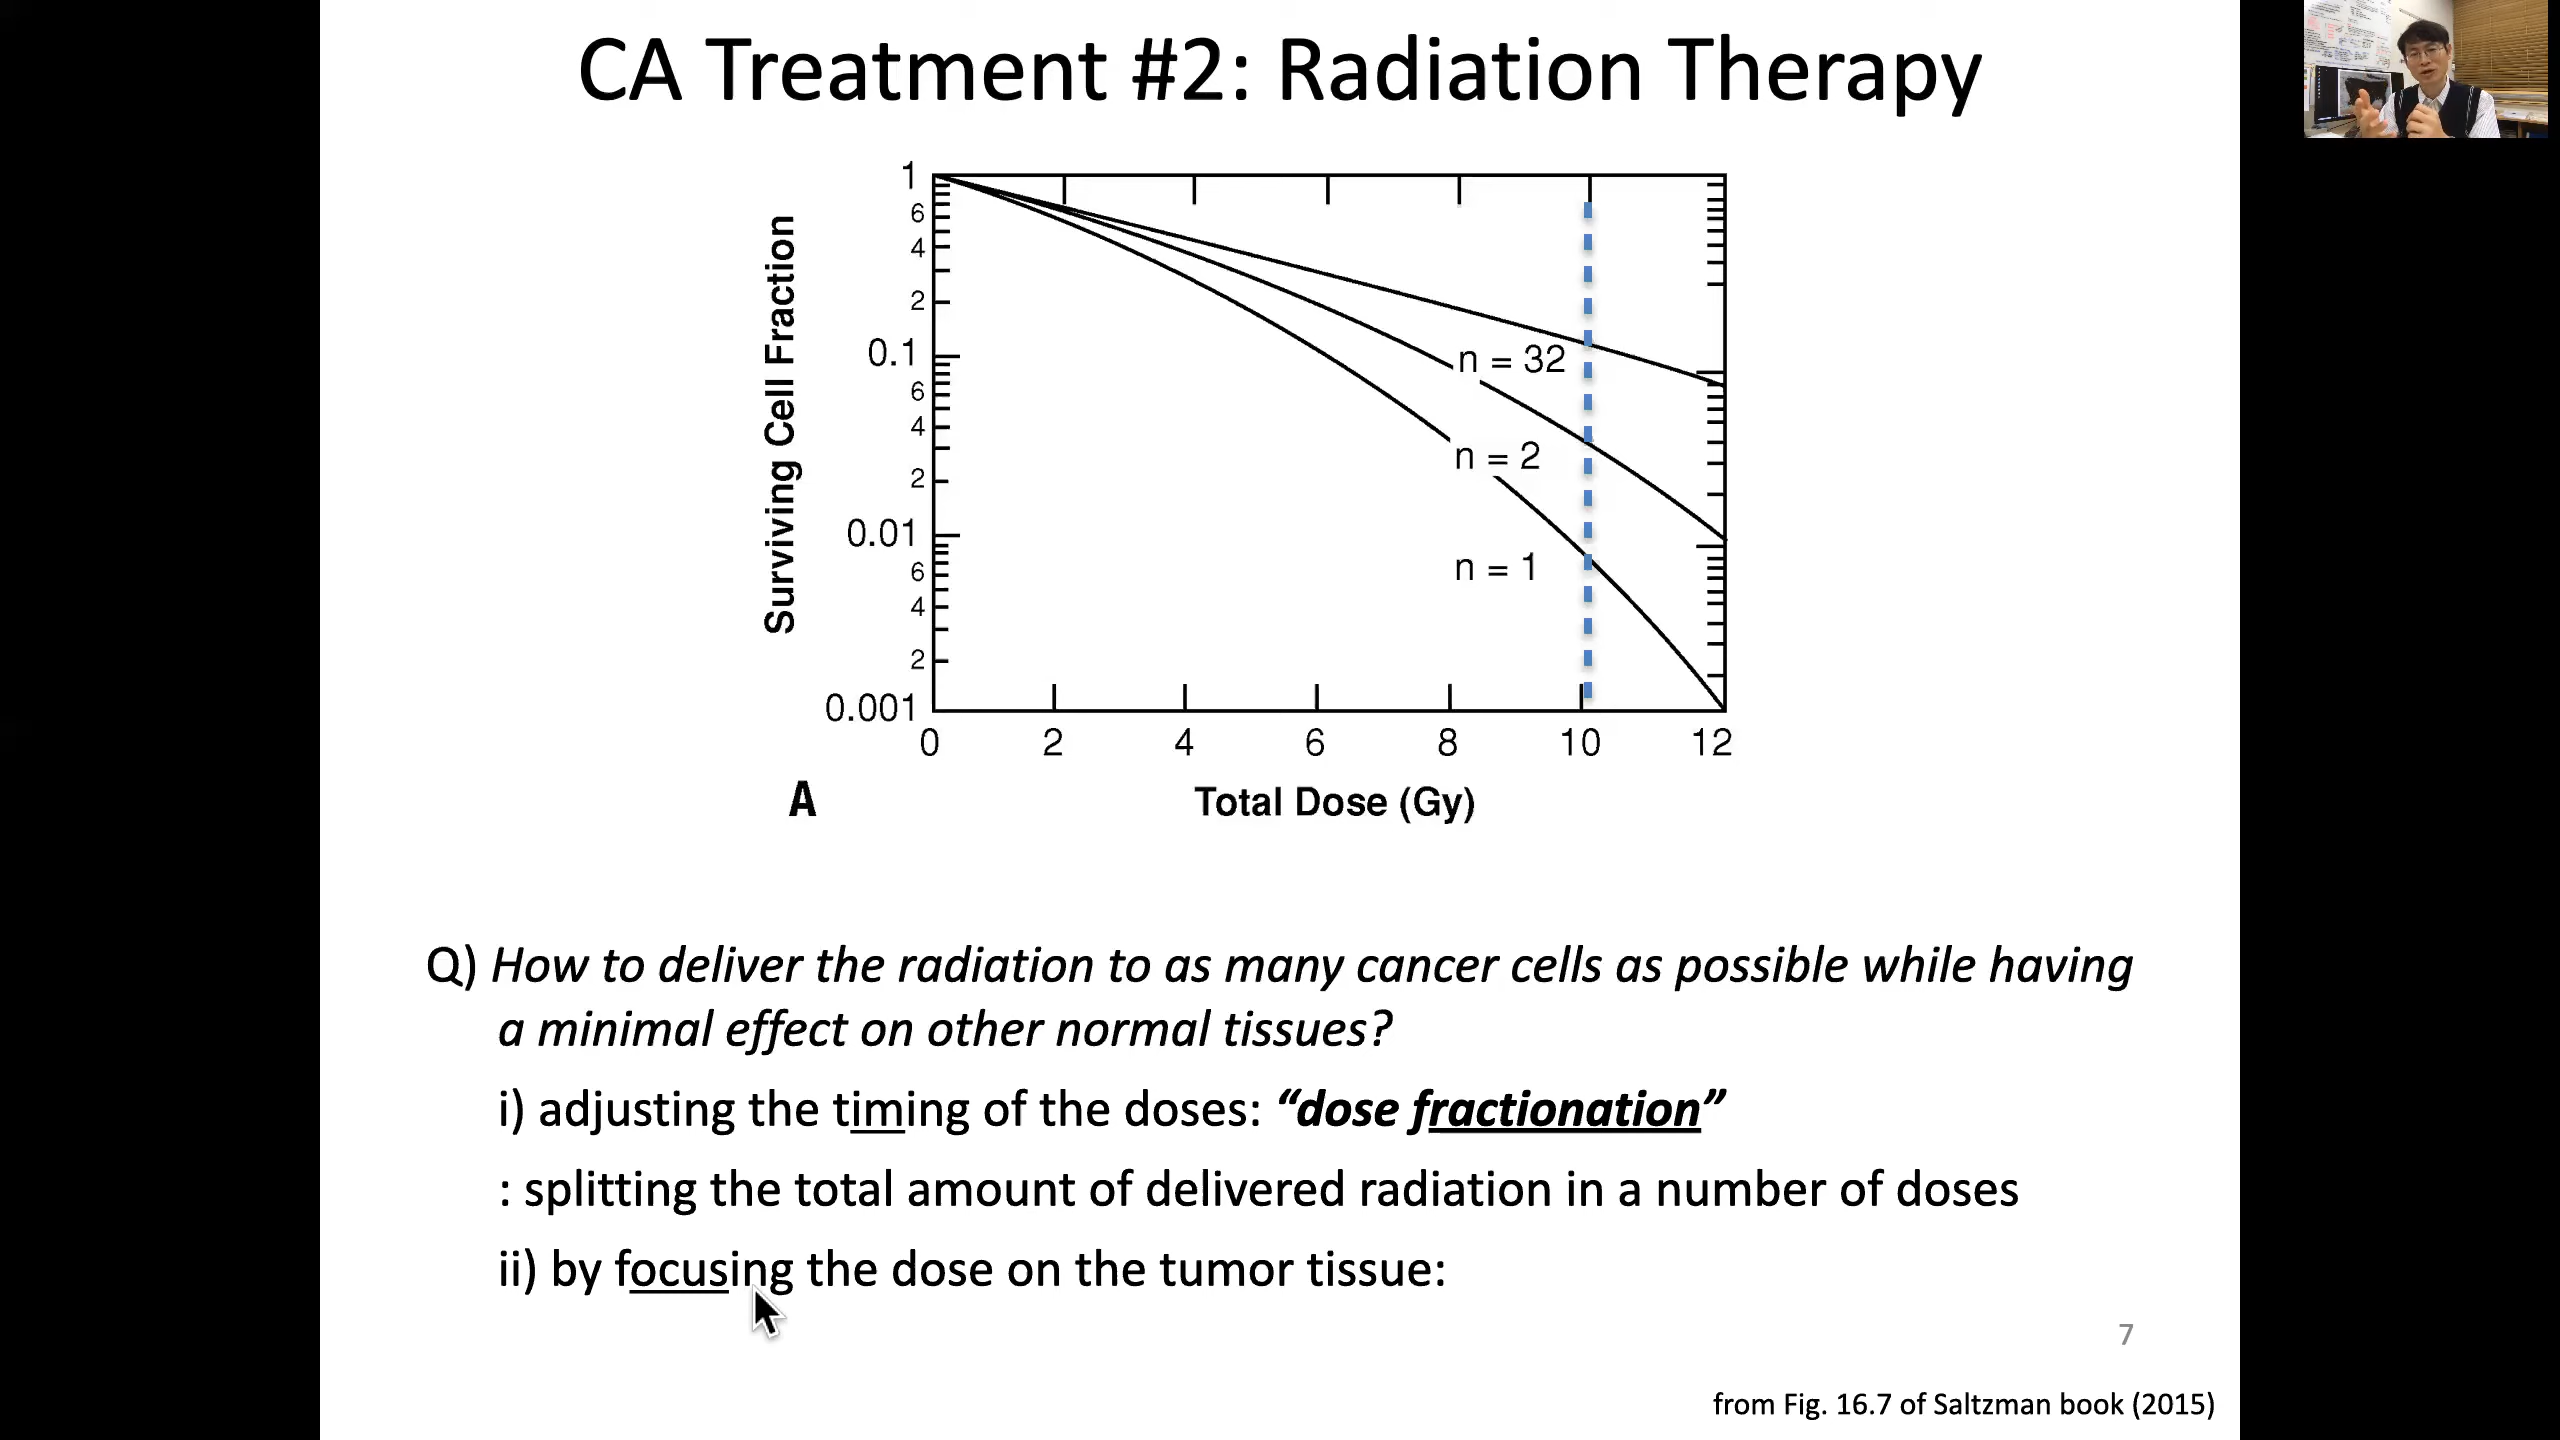 CA Treatment #2: Radiation Therapy
Surviving Cell Fraction
1
6
4
2
0.1
6
4
2
0.01
6
4
2
0.001
n = 32
n = 2
n = 1
0 2 4 6 8 10 12
A
Total Dose (Gy)
Q) How to deliver the radiation to as many cancer cells as possible while having
a minimal effect on other normal tissues?
i) adjusting the timing of the doses: “dose fractionation”
: splitting the total amount of delivered radiation in a number of doses
ii) by focusing the dose on the tumor tissue:
7
from Fig. 16.7 of Saltzman book (2015)